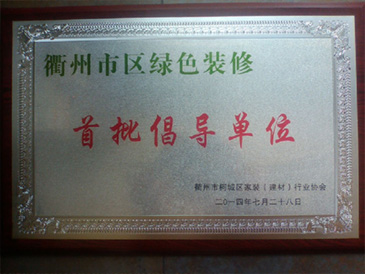 衢州市区绿色装修
首批倡导单位
衢州市柯城区家装（建材）行业协会
二〇一四年七月二十八日